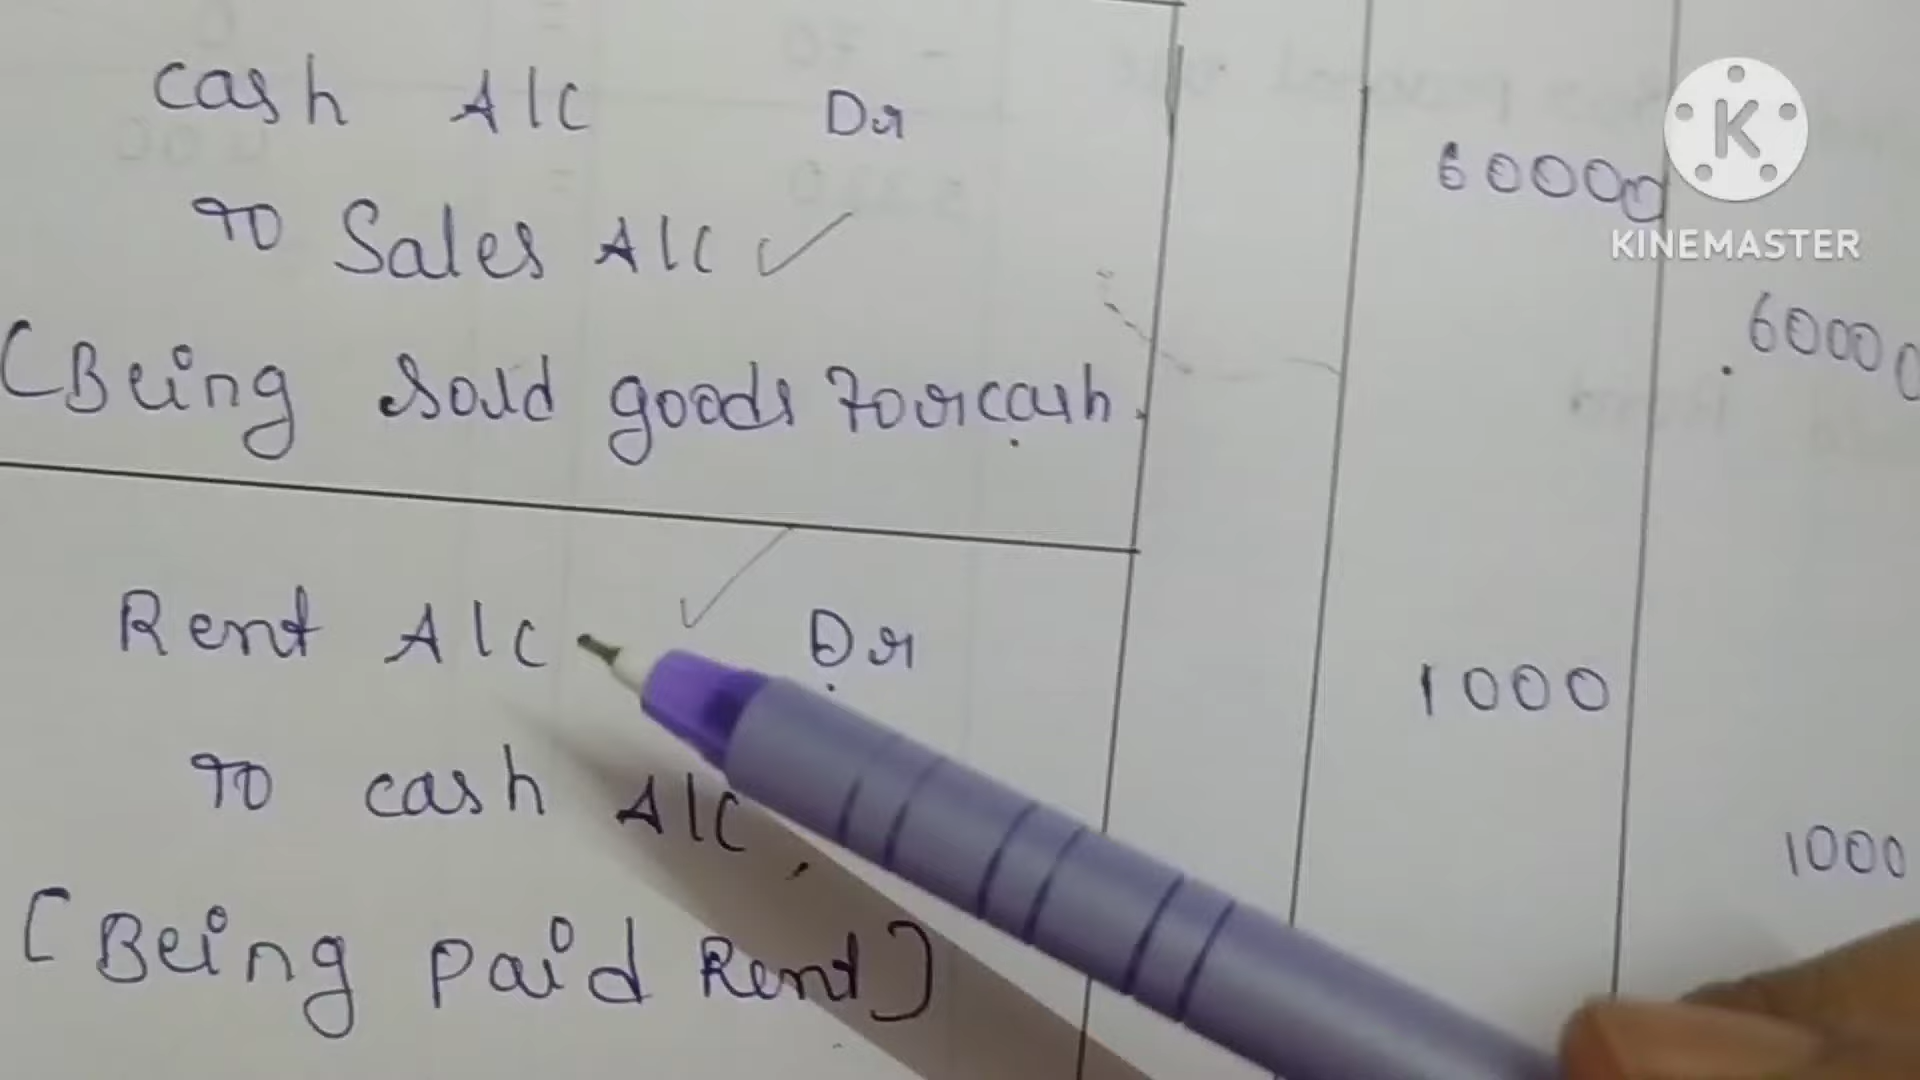 Cash A/C Dr 60000
To Sales A/C 60000
(Being sold goods for cash.
Rent A/C Dr 1000
To cash A/C, 1000
(Being paid Rent)
K
KINEMASTER